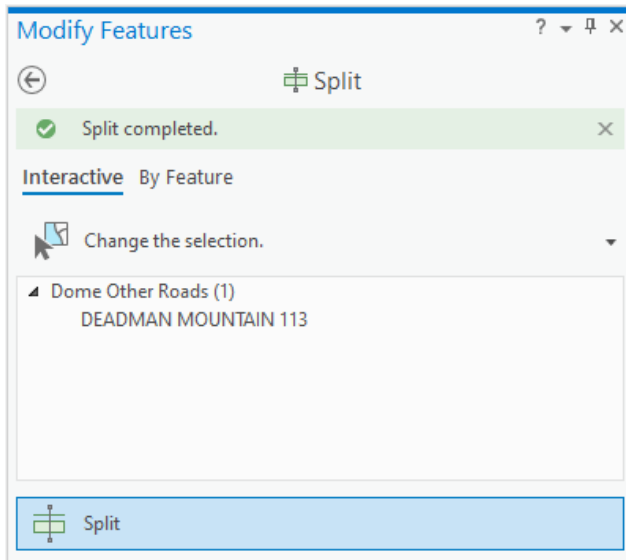 Modify Features
?
Split
Split completed.
Interactive By Feature
Change the selection.
Dome Other Roads (1)
DEADMAN MOUNTAIN 113
Split